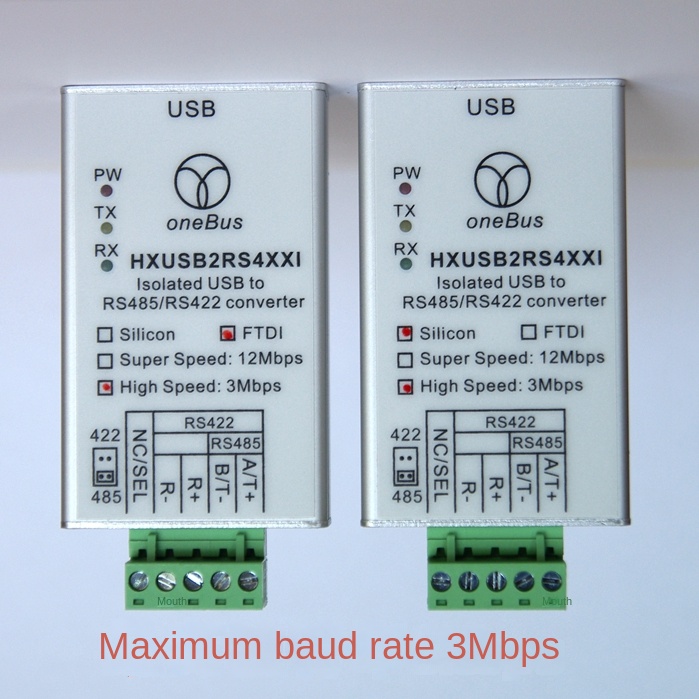 USB
PW
TX
RX
oneBus
HXUSB2RS4XXI
Isolated USB to
RS485/RS422 converter
Silicon FTDI
Super Speed: 12Mbps
High Speed: 3Mbps
422
485
NC/SEL
RS422
RS485
R-
R+
B/T-
A/T+
Mouth
USB
PW
TX
RX
oneBus
HXUSB2RS4XXI
Isolated USB to
RS485/RS422 converter
Silicon FTDI
Super Speed: 12Mbps
High Speed: 3Mbps
422
485
NC/SEL
RS422
RS485
R-
R+
B/T-
A/T+
Mouth
Maximum baud rate 3Mbps